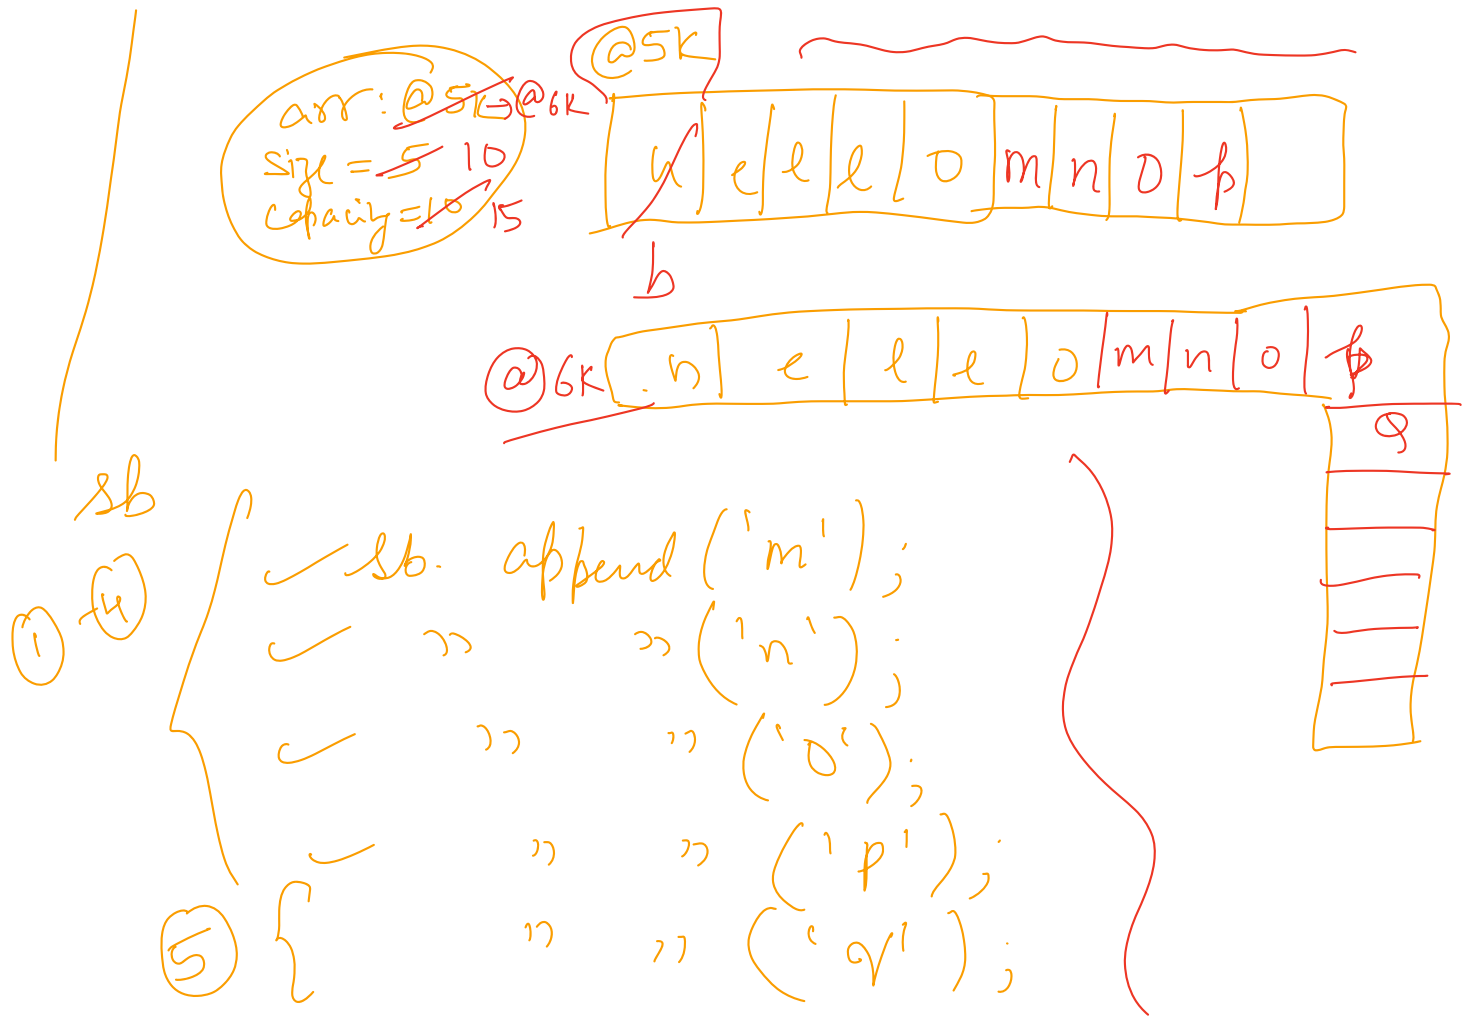 @5K
arr: @5K→@6K
size = 5 10
capacity = 10 15
h e l l o m n o p
b
@6K h e l l o m n o p
Q
sb
① - ④
sb. append ('m');
" " ('n');
" " ('o');
" " ('p');
⑤ { " " ('q');